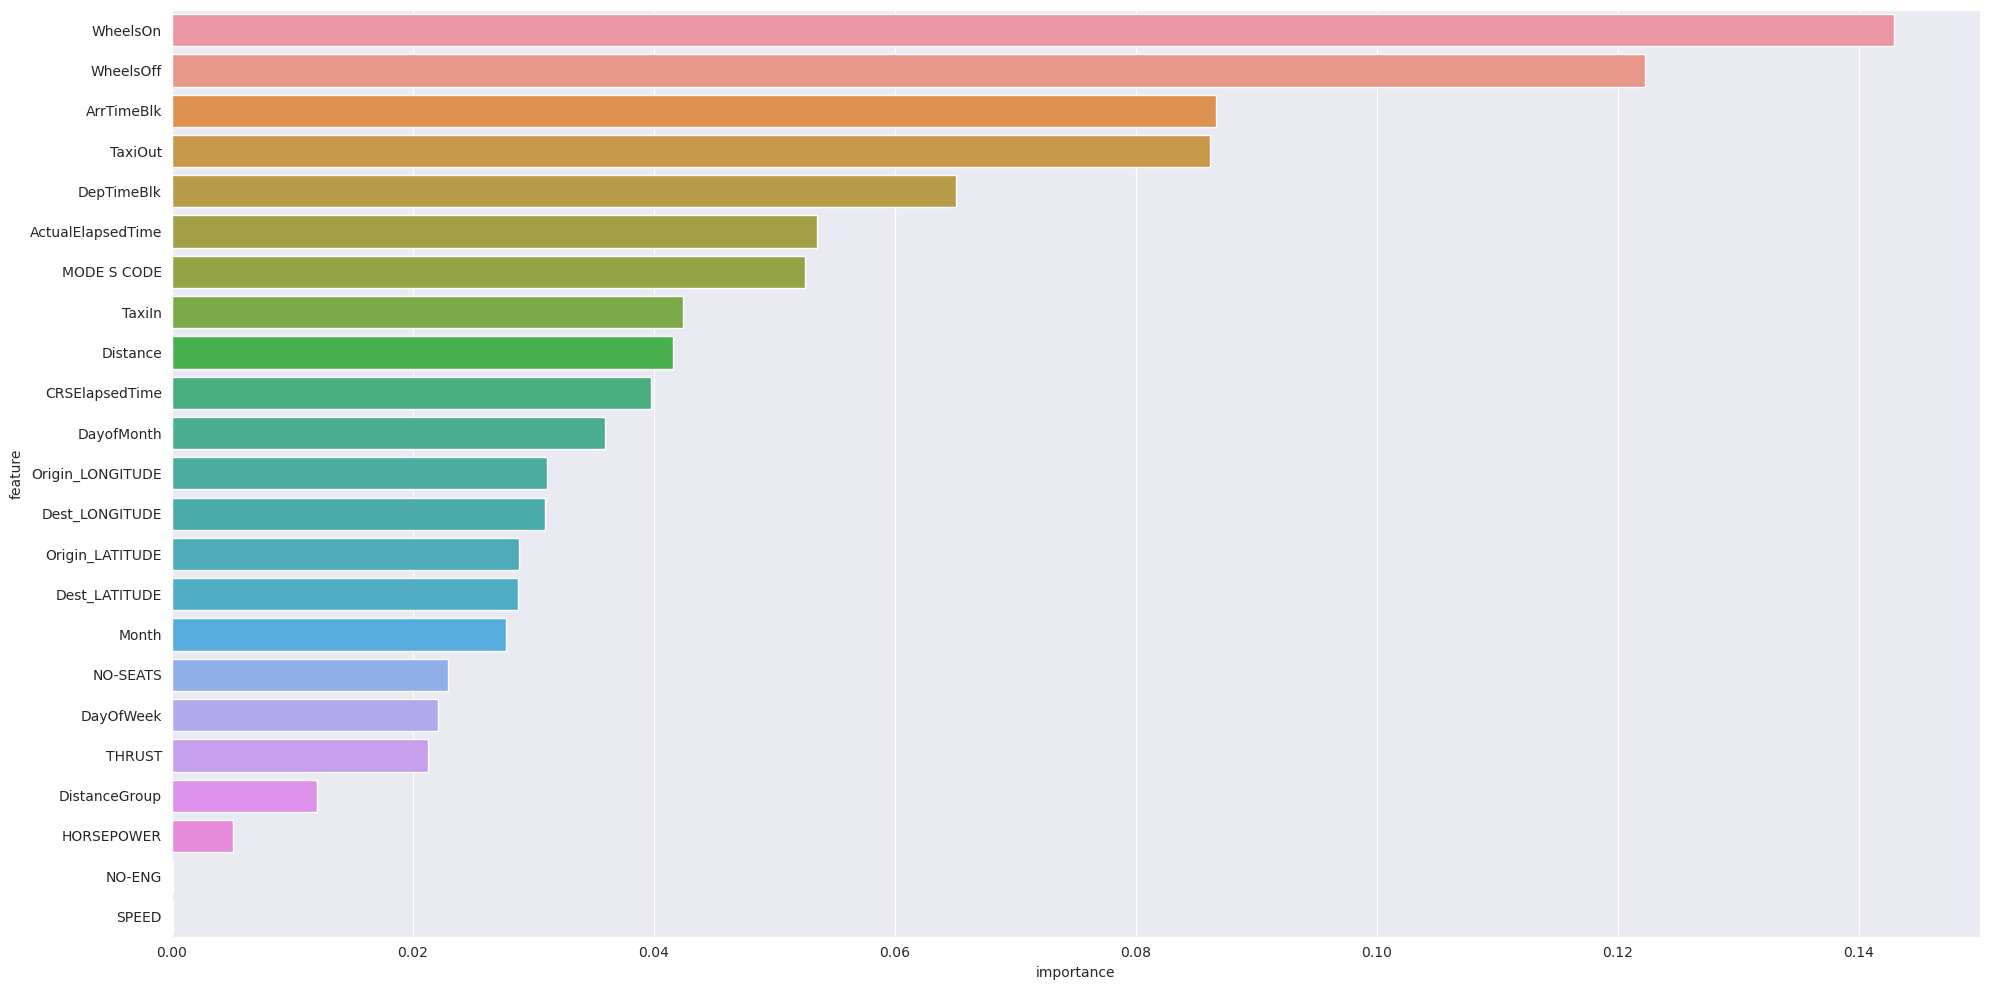 WheelsOn
WheelsOff
ArrTimeBlk
TaxiOut
DepTimeBlk
ActualElapsedTime
MODE S CODE
TaxiIn
Distance
CRSElapsedTime
DayofMonth
Origin_LONGITUDE
Dest_LONGITUDE
Origin_LATITUDE
Dest_LATITUDE
Month
NO-SEATS
DayOfWeek
THRUST
DistanceGroup
HORSEPOWER
NO-ENG
SPEED
feature
0.00 0.02 0.04 0.06 0.08 0.10 0.12 0.14
importance